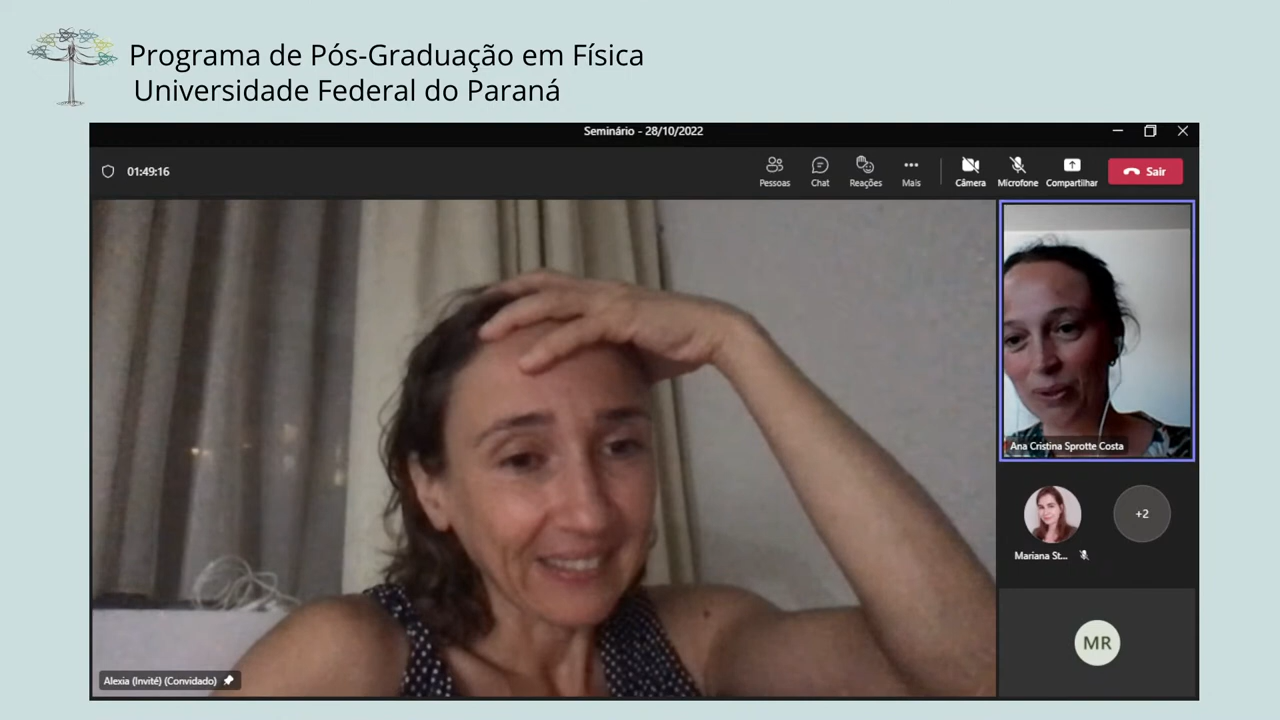 Programa de Pós-Graduação em Física
Universidade Federal do Paraná
Seminário - 28/10/2022
01:49:16
Pessoas
Chat
Reações
Mais
Câmera
Microfone
Compartilhar
Sair
Ana Cristina Sprotte Costa
Mariana St...
+2
MR
Alexia (Invité) (Convidado)